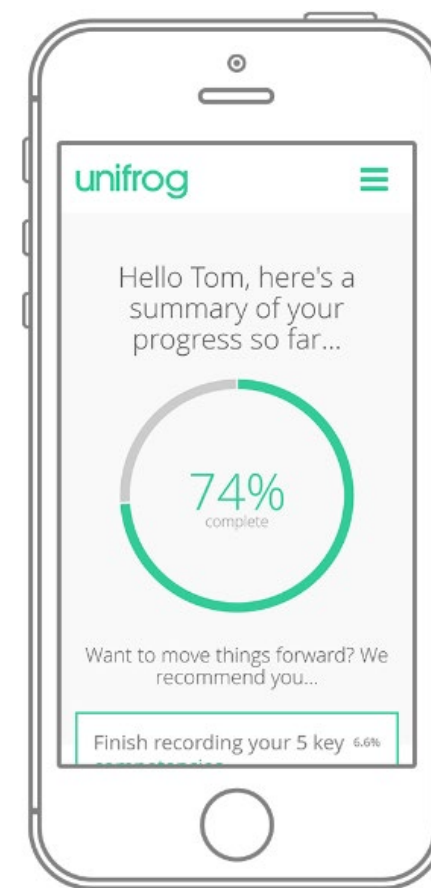 unifrog
Hello Tom, here's a
summary of your
progress so far...
74%
complete
Want to move things forward? We
recommend you...
Finish recording your 5 key 6.6%
competencies